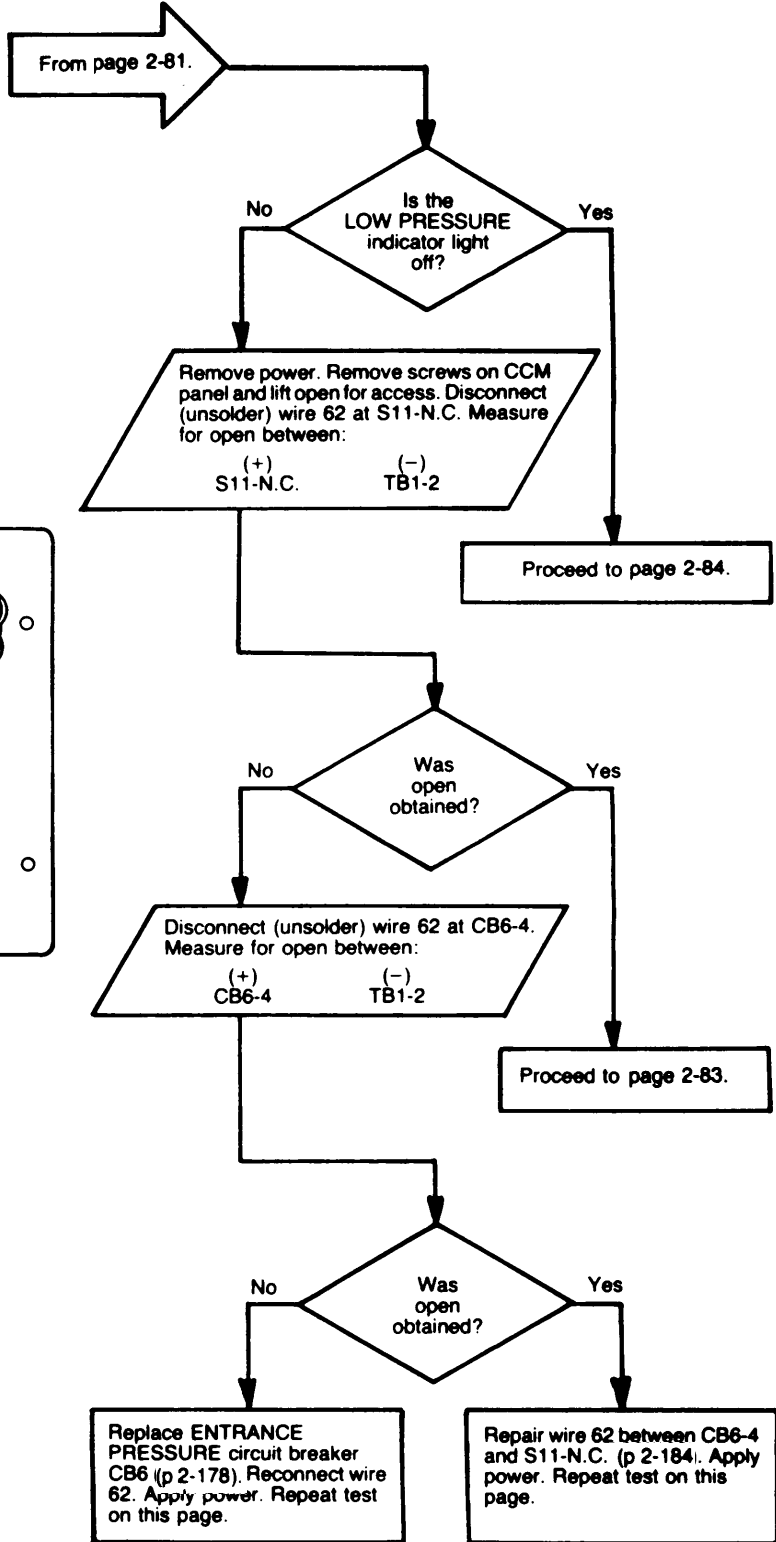 From page 2-81.
Is the
LOW PRESSURE
indicator light
off?
No
Yes
Remove power. Remove screws on CCM
panel and lift open for access. Disconnect
(unsolder) wire 62 at S11-N.C. Measure
for open between:
(+) (−)
S11-N.C. TB1-2
Proceed to page 2-84.
Was
open
obtained?
No
Yes
Disconnect (unsolder) wire 62 at CB6-4.
Measure for open between:
(+) (−)
CB6-4 TB1-2
Proceed to page 2-83.
Was
open
obtained?
No
Yes
Replace ENTRANCE
PRESSURE circuit breaker
CB6 (p 2-178). Reconnect wire
62. Apply power. Repeat test
on this page.
Repair wire 62 between CB6-4
and S11-N.C. (p 2-184). Apply
power. Repeat test on this
page.